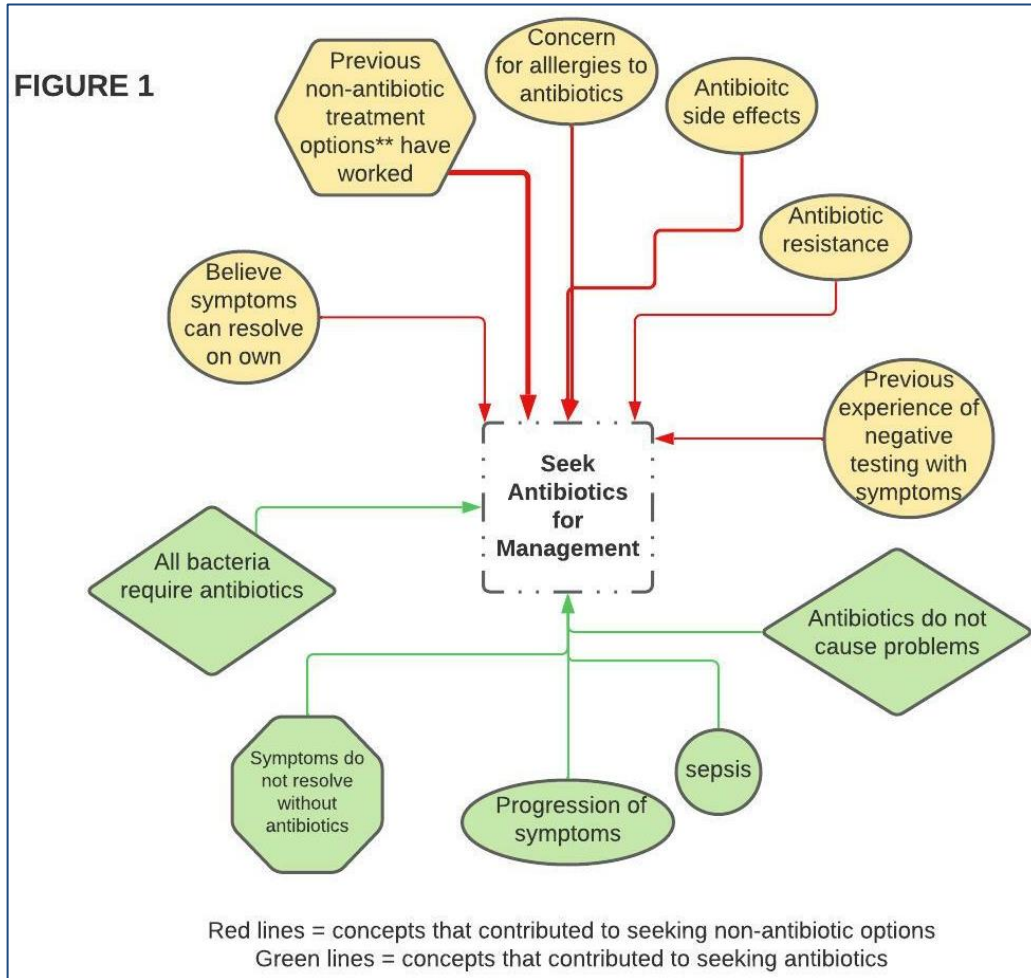 FIGURE 1
Previous
non-antibiotic
treatment
options** have
worked
Concern
for alllergies to
antibiotics
Antibioitc
side effects
Antibiotic
resistance
Believe
symptoms
can resolve
on own
Previous
experience of
negative
testing with
symptoms
Seek
Antibiotics
for
Management
All bacteria
require antibiotics
Antibiotics do not
cause problems
Symptoms do
not resolve
without
antibiotics
Progression of
symptoms
sepsis
Red lines = concepts that contributed to seeking non-antibiotic options
Green lines = concepts that contributed to seeking antibiotics